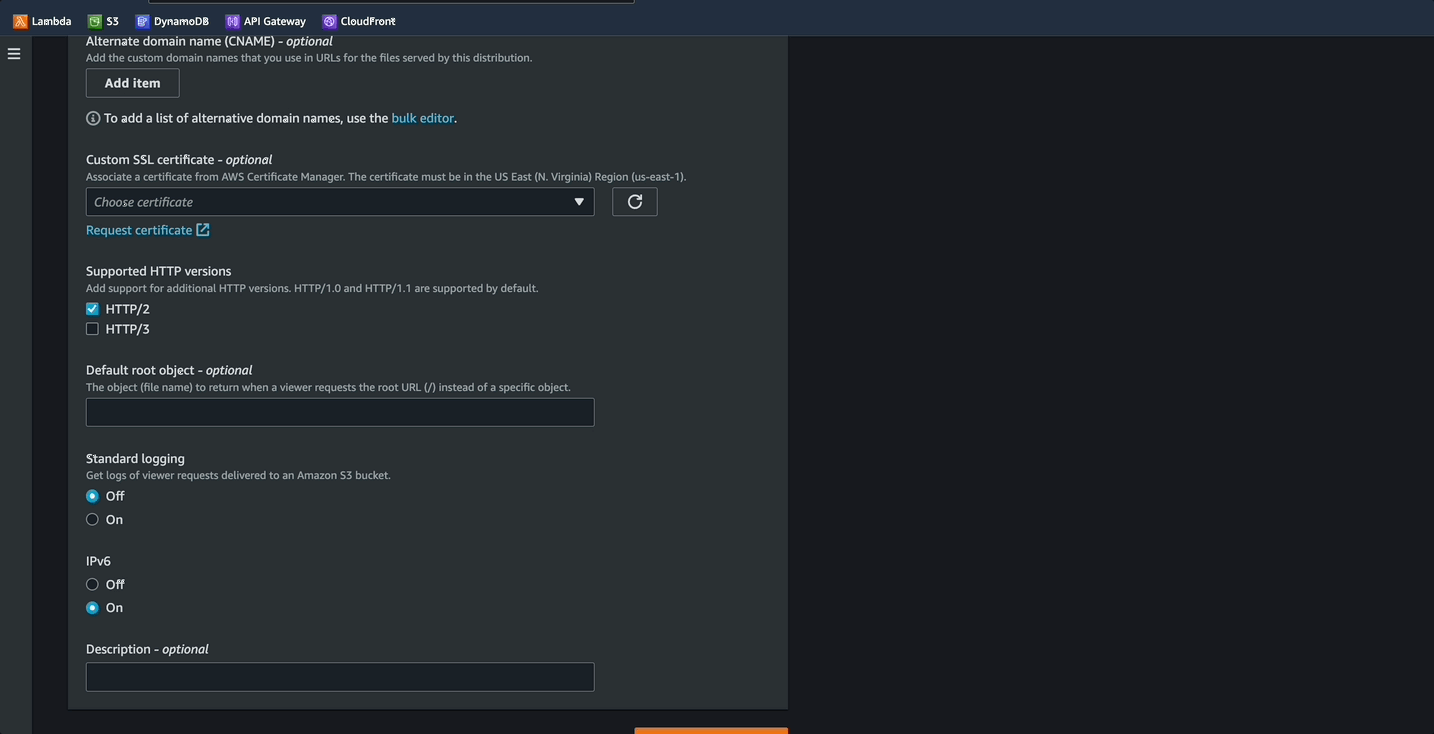 Lambda S3 DynamoDB API Gateway CloudFront
Alternate domain name (CNAME) - optional
Add the custom domain names that you use in URLs for the files served by this distribution.
Add item
To add a list of alternative domain names, use the bulk editor.
Custom SSL certificate - optional
Associate a certificate from AWS Certificate Manager. The certificate must be in the US East (N. Virginia) Region (us-east-1).
Choose certificate
Request certificate
Supported HTTP versions
Add support for additional HTTP versions. HTTP/1.0 and HTTP/1.1 are supported by default.
HTTP/2
HTTP/3
Default root object - optional
The object (file name) to return when a viewer requests the root URL (/) instead of a specific object.
Standard logging
Get logs of viewer requests delivered to an Amazon S3 bucket.
Off
On
IPv6
Off
On
Description - optional